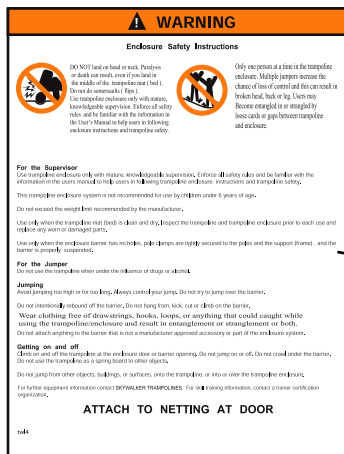 WARNING
Enclosure Safety Instructions
DO NOT land on head or neck. Paralysis
or death can result, even if you land in
the middle of the trampoline mat ( bed ).
Do not do somersaults ( flips ).
Use trampoline enclosure only with mature,
knowledgeable supervision. Enforce all safety
rules and be familiar with the information in
the User's Manual to help users in following
enclosure instructions and trampoline safety.
Only one person at a time in the trampoline
enclosure. Multiple jumpers increase the
chance of loss of control and this can result in
broken head, back or leg. Users may
Become entangled in or strangled by
loose cards or gaps between trampoline
and enclosure.
For the Supervisor
Use trampoline enclosure only with mature, knowledgeable supervision. Enforce all safety rules and be familiar with the
information in the users manual to help users in following trampoline enclosure instructions and trampoline safety.
This trampoline enclosure system is not recommended for use by children under 6 years of age.
Do not exceed the weight limit recommended by the manufacturer.
Use only when the trampoline mat (bed) is clean and dry. Inspect the trampoline and trampoline enclosure prior to each use and
replace any worn or damaged parts.
Use only when the enclosure barrier has no holes, pole clamps are tightly secured to the poles and the support (frame) , and the
barrier is properly suspended.
For the Jumper
Do not use the trampoline when under the influence of drugs or alcohol.
Jumping
Avoid jumping too high or for too long. Always control your jump. Do not try to jump over the barrier.
Do not intentionally rebound off the barrier. Do not hang from, kick, cut or climb on the barrier.
Wear clothing free of drawstrings, hooks, loops, or anything that could caught while
using the trampoline/enclosure and result in entanglement or stranglement or both.
Do not attach anything to the barrier that is not a manufacturer approved accessory or part of the enclosure system.
Getting on and off
Climb on and off the trampoline at the enclosure door or barrier opening. Do not jump on or off. Do not crawl under the barrier.
Do not use the trampoline as a spring board to other objects.
Do not jump from other objects, buildings, or surfaces, onto the trampoline, or into or over the trampoline enclosure.
For further equipment information contact SKYWALKER TRAMPOLINES. For skill training information, contact a trainer certification
organization.
ATTACH TO NETTING AT DOOR
twl4